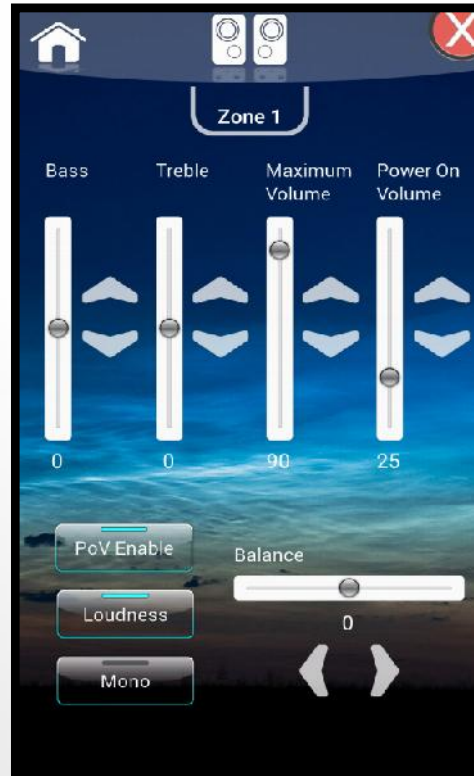 X
Zone 1
Bass
Treble
Maximum
Volume
Power On
Volume
0
0
90
25
PoV Enable
Balance
Loudness
0
Mono